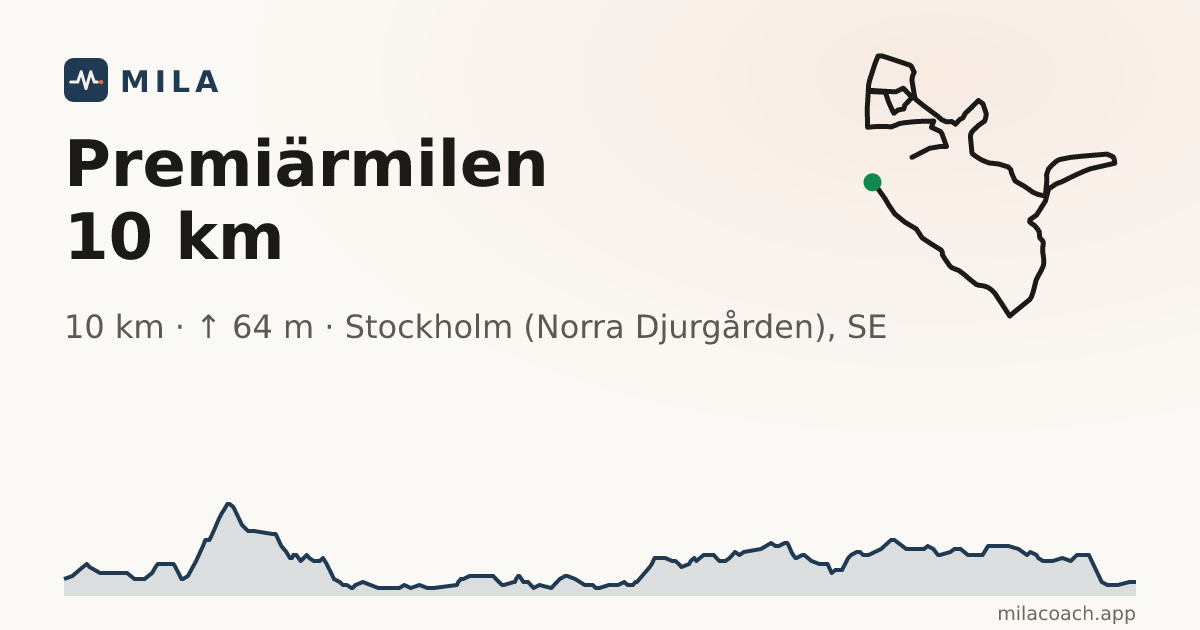 MILA
Premiärmilen
10 km
10 km · ↑ 64 m · Stockholm (Norra Djurgården), SE
milacoach.app